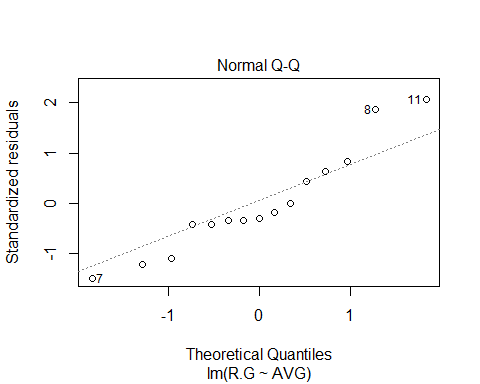 Normal Q-Q
Standardized residuals
2
1
0
-1
8
11
7
-1
0
1
Theoretical Quantiles
lm(R.G ~ AVG)